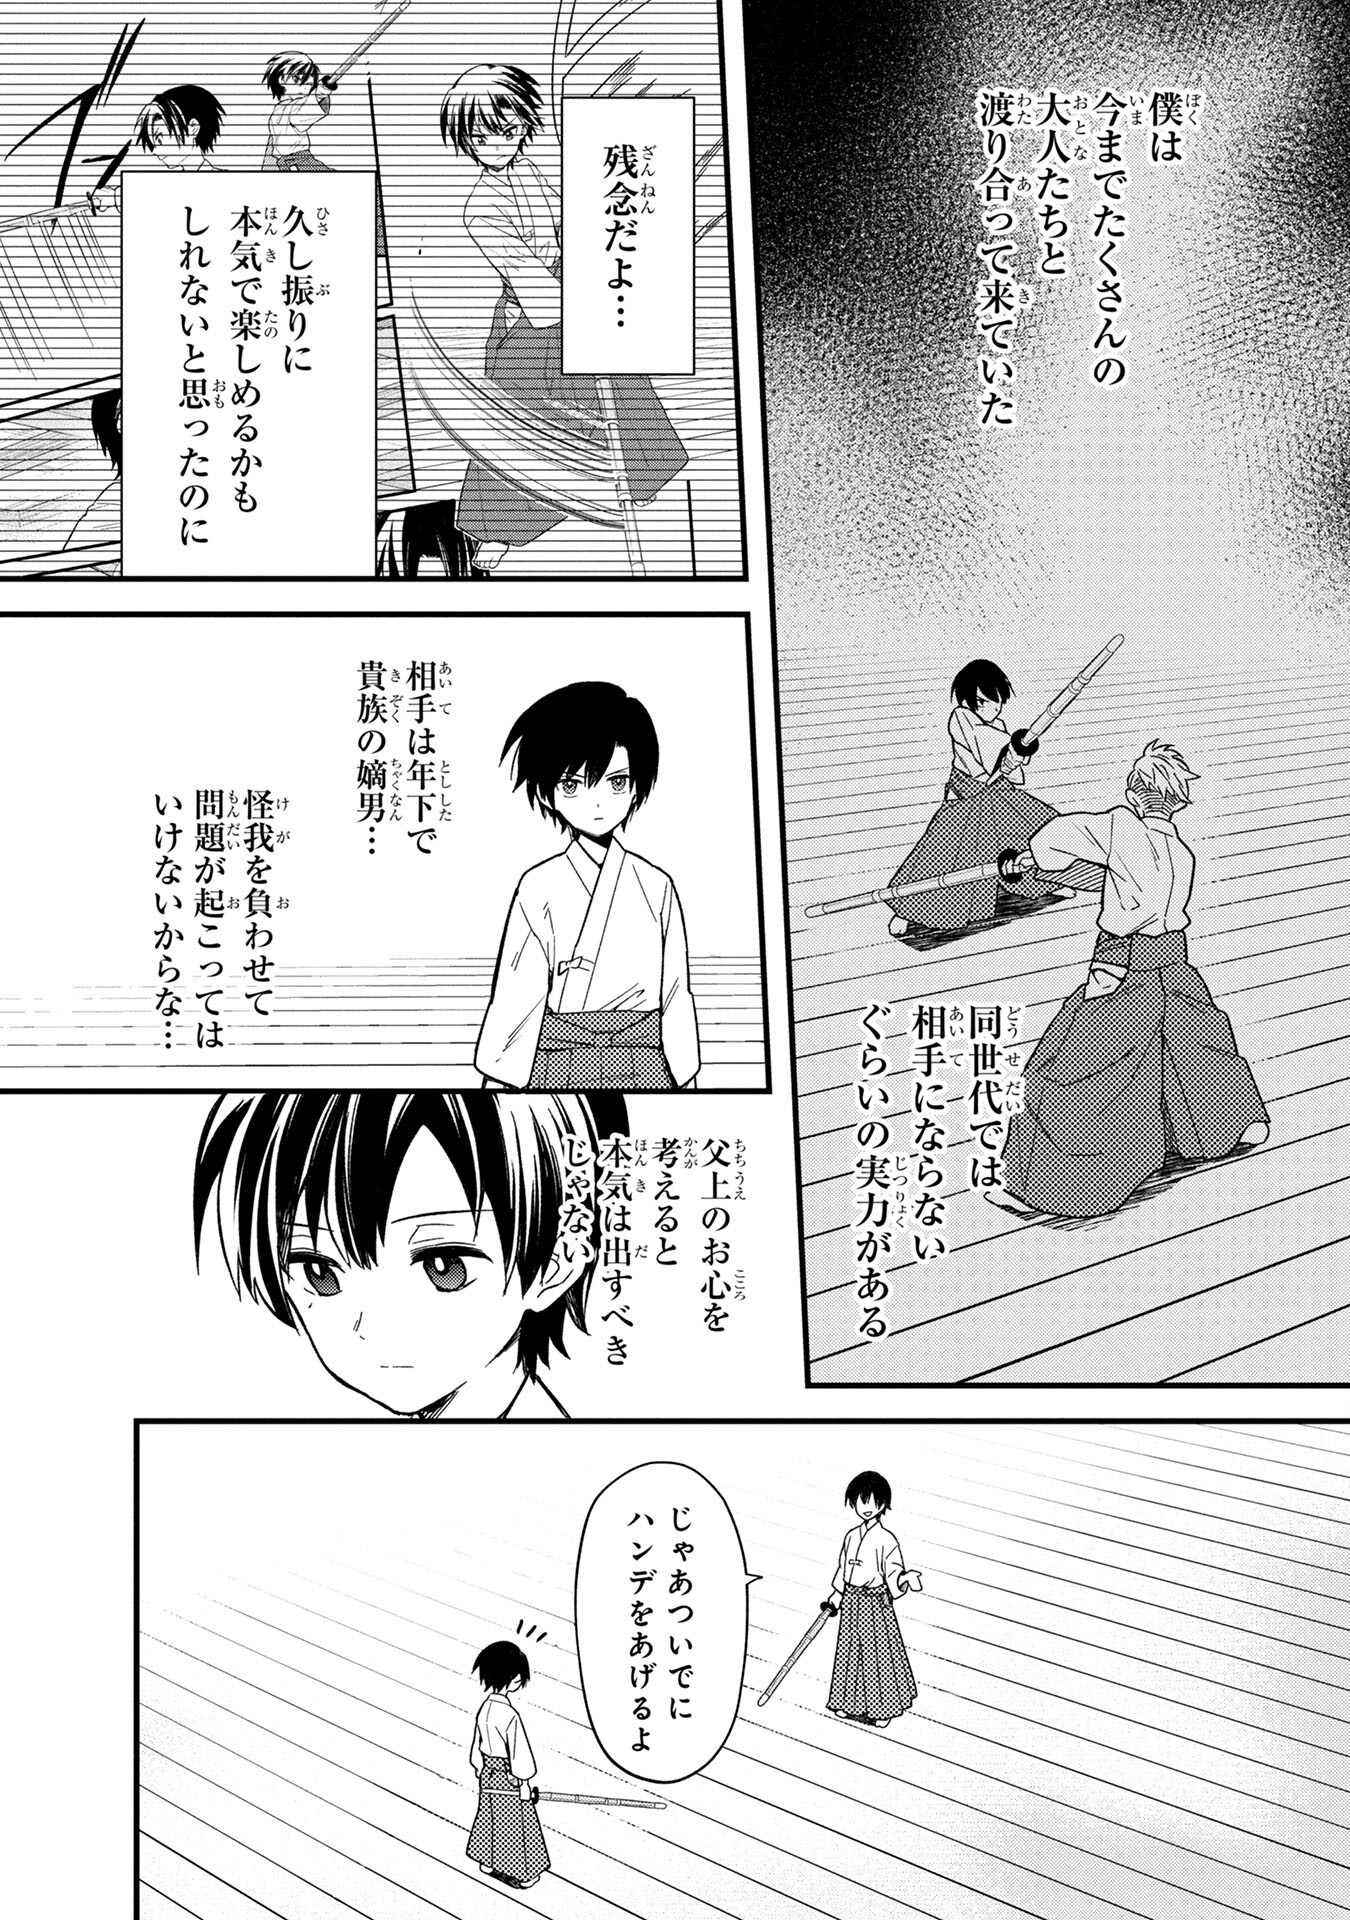 僕は
今までたくさんの
大人たちと
渡り合って来ていた
同世代では
相手にならない
ぐらいの実力がある
残念だよ…
久し振りに
本気で楽しめるかも
しれないと思ったのに
相手は年下で
貴族の嫡男…
怪我を負わせて
問題が起こっては
いけないからな…
父上のお心を
考えると
本気は出すべき
じゃない
じゃあついでに
ハンデをあげるよ